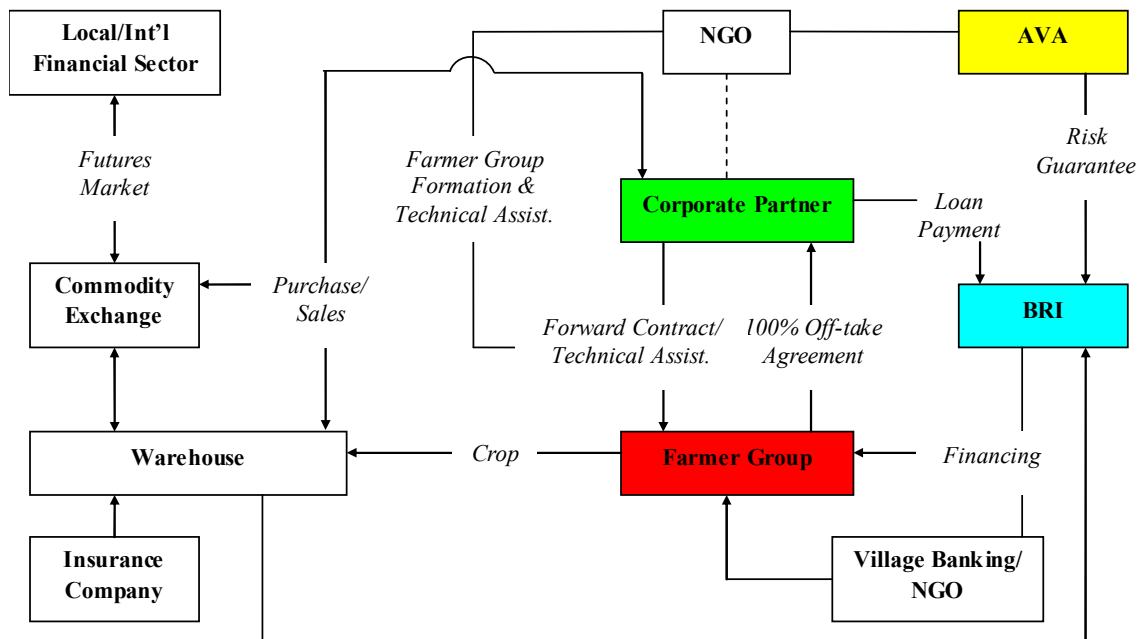 Local/Int'l
Financial Sector
NGO
AVA
Futures
Market
Farmer Group
Formation &
Technical Assist.
Risk
Guarantee
Corporate Partner
Loan
Payment
Commodity
Exchange
Purchase/
Sales
Forward Contract/
Technical Assist.
100% Off-take
Agreement
BRI
Warehouse
Crop
Farmer Group
Financing
Insurance
Company
Village Banking/
NGO